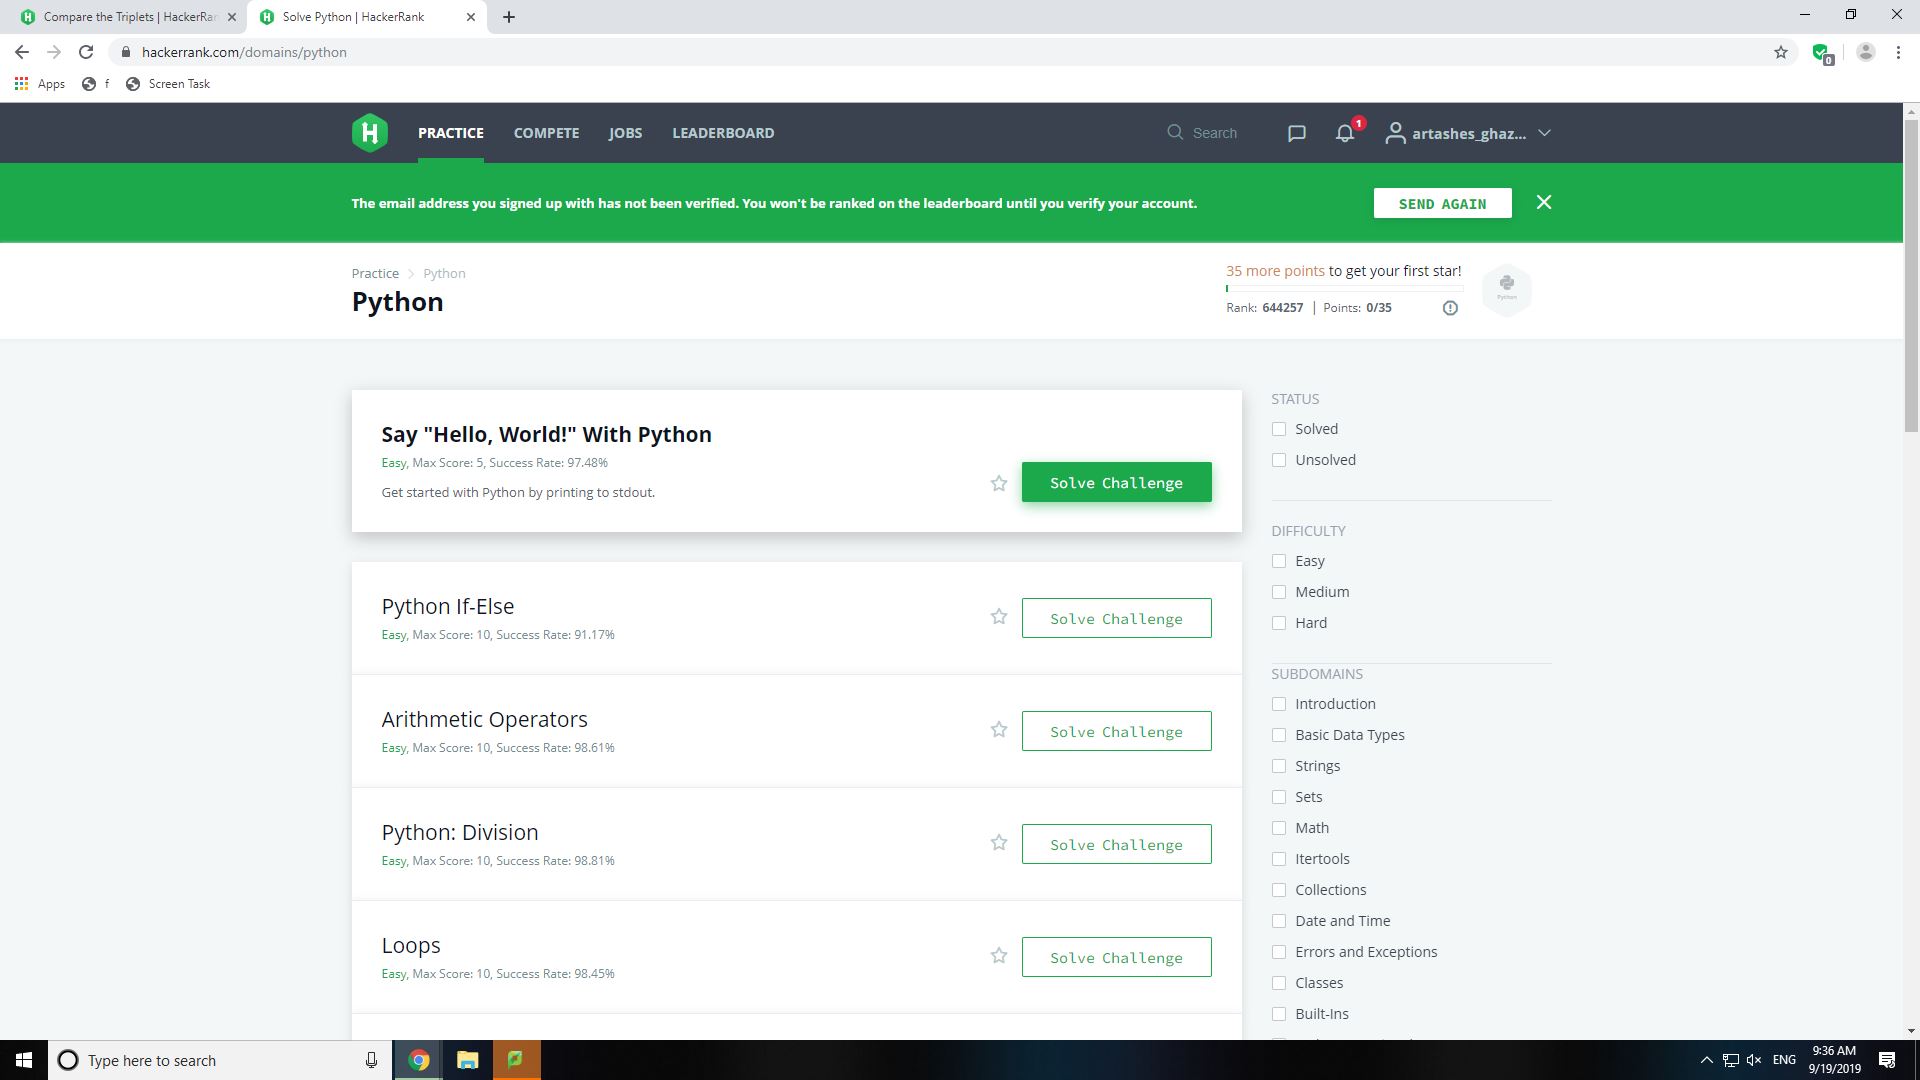 Compare the Triplets | HackerRan
Solve Python | HackerRank
hackerrank.com/domains/python
0
Apps
f
Screen Task
H
PRACTICE
COMPETE
JOBS
LEADERBOARD
Search
1
artashes_ghaz...
The email address you signed up with has not been verified. You won't be ranked on the leaderboard until you verify your account.
SEND AGAIN
Practice
Python
Python
35 more points to get your first star!
Rank: 644257 | Points: 0/35
Python
Say "Hello, World!" With Python
Easy, Max Score: 5, Success Rate: 97.48%
Get started with Python by printing to stdout.
Solve Challenge
Python If-Else
Easy, Max Score: 10, Success Rate: 91.17%
Solve Challenge
Arithmetic Operators
Easy, Max Score: 10, Success Rate: 98.61%
Solve Challenge
Python: Division
Easy, Max Score: 10, Success Rate: 98.81%
Solve Challenge
Loops
Easy, Max Score: 10, Success Rate: 98.45%
Solve Challenge
STATUS
Solved
Unsolved
DIFFICULTY
Easy
Medium
Hard
SUBDOMAINS
Introduction
Basic Data Types
Strings
Sets
Math
Itertools
Collections
Date and Time
Errors and Exceptions
Classes
Built-Ins
Type here to search
ENG
9:36 AM
9/19/2019